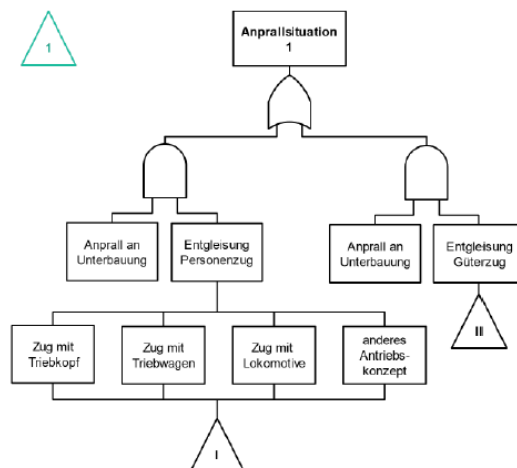 1
Anprallsituation
1
Anprall an
Unterbauung
Entgleisung
Personenzug
Anprall an
Unterbauung
Entgleisung
Güterzug
Zug mit
Triebkopf
Zug mit
Triebwagen
Zug mit
Lokomotive
anderes
Antriebs-
konzept
III
I